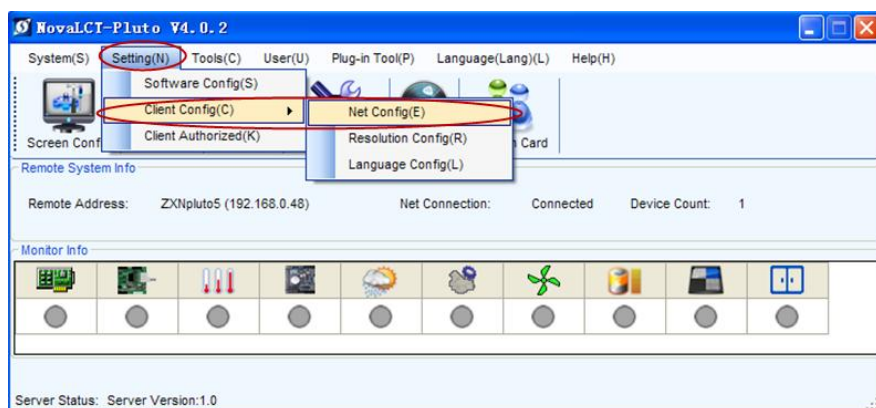 NovaLCT-Pluto V4.0.2
System(S) Setting(N) Tools(C) User(U) Plug-in Tool(P) Language(Lang)(L) Help(H)
Software Config(S)
Client Config(C) Net Config(E)
Client Authorized(K) Resolution Config(R)
Language Config(L)
Screen Conf Card
Remote System Info
Remote Address: ZXNpluto5 (192.168.0.48) Net Connection: Connected Device Count: 1
Monitor Info
Server Status: Server Version:1.0